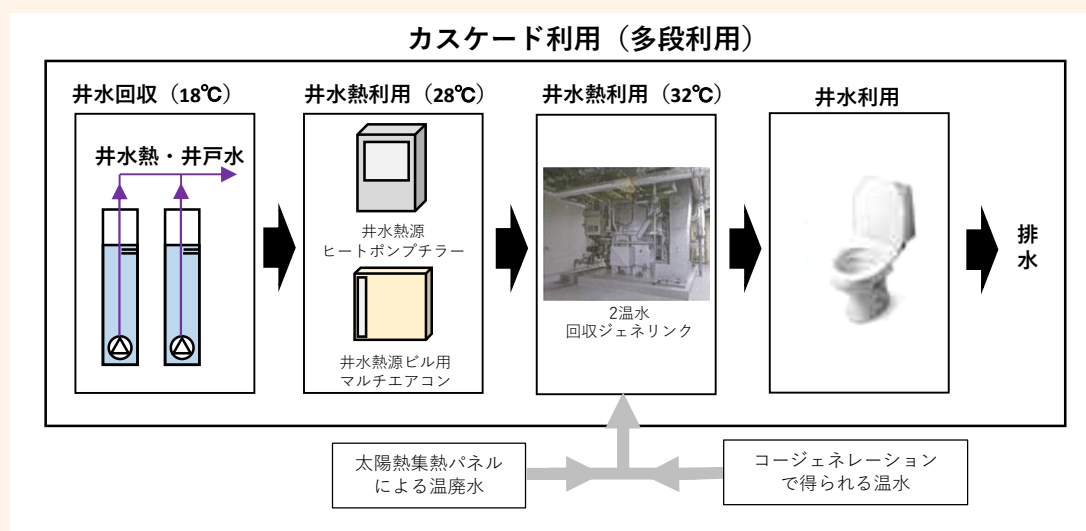 カスケード利用（多段利用）
井水回収（18℃）
井水熱・井戸水
井水熱利用（28℃）
井水熱源
ヒートポンプチラー
井水熱源ビル用
マルチエアコン
井水熱利用（32℃）
2温水
回収ジェネリンク
井水利用
排
水
太陽熱集熱パネル
による温廃水
コージェネレーション
で得られる温水